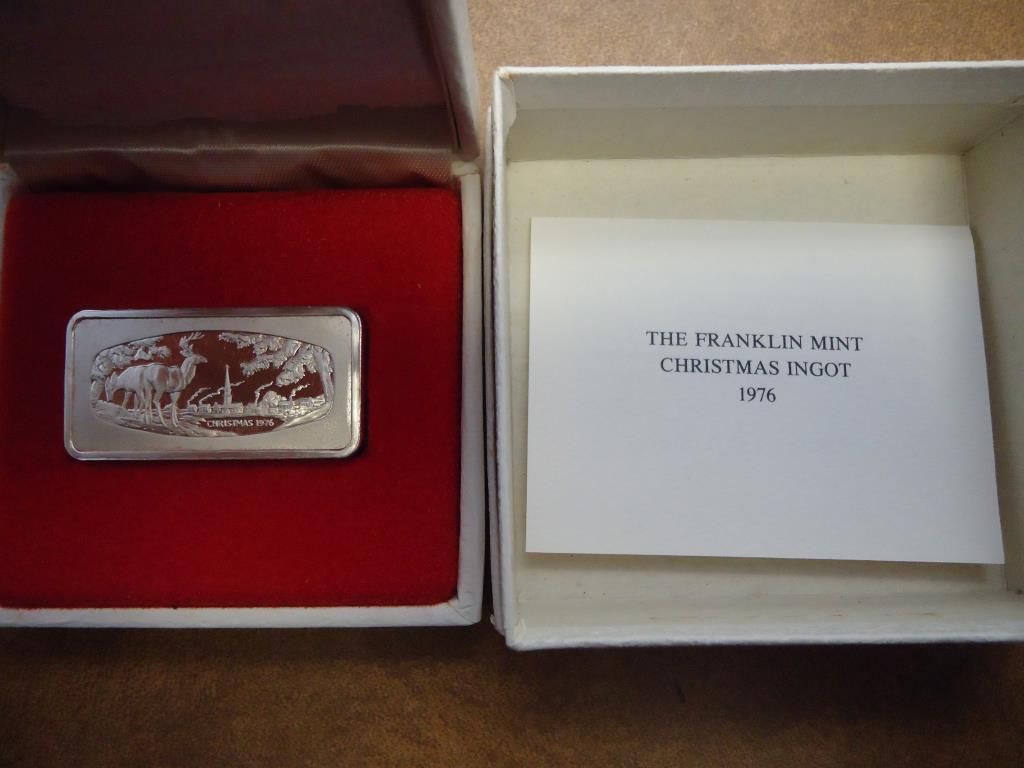 CHRISTMAS 1976
THE FRANKLIN MINT
CHRISTMAS INGOT
1976